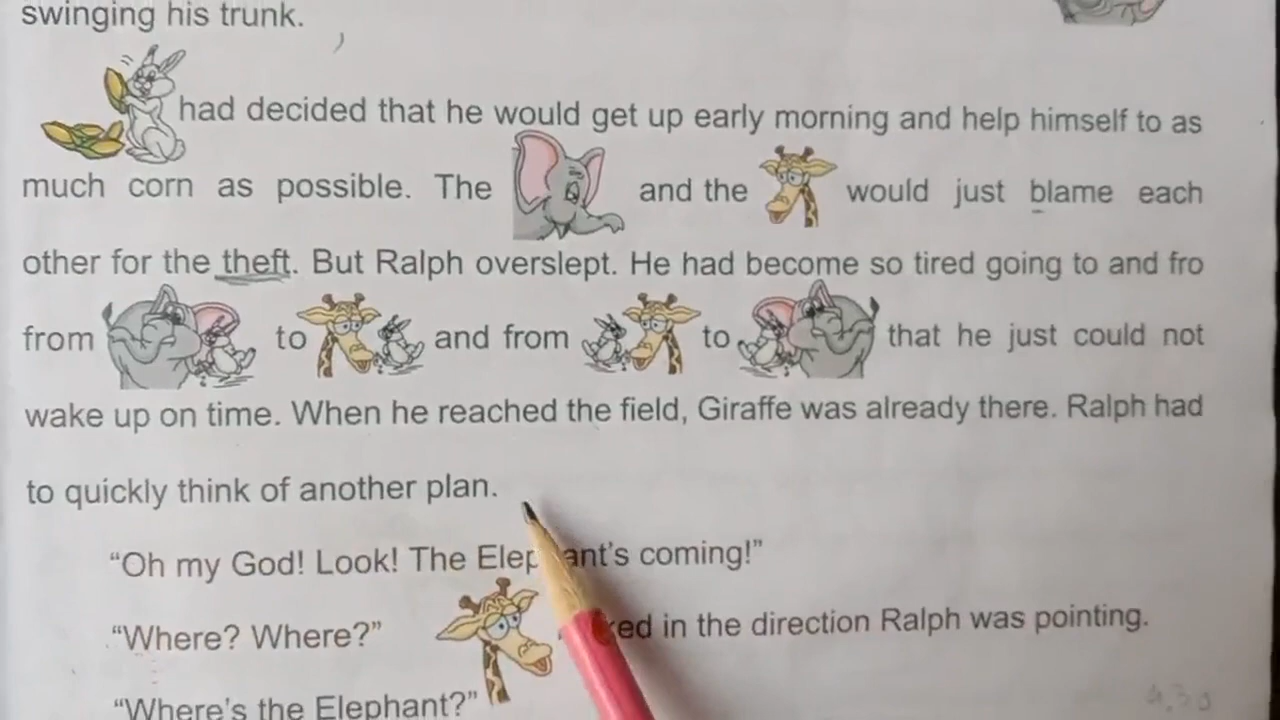 swinging his trunk.
had decided that he would get up early morning and help himself to as
much corn as possible. The and the would just blame each
other for the theft. But Ralph overslept. He had become so tired going to and fro
from to and from to that he just could not
wake up on time. When he reached the field, Giraffe was already there. Ralph had
to quickly think of another plan.
“Oh my God! Look! The Elephant’s coming!”
“Where? Where?” in the direction Ralph was pointing.
“Where’s the Elephant?”